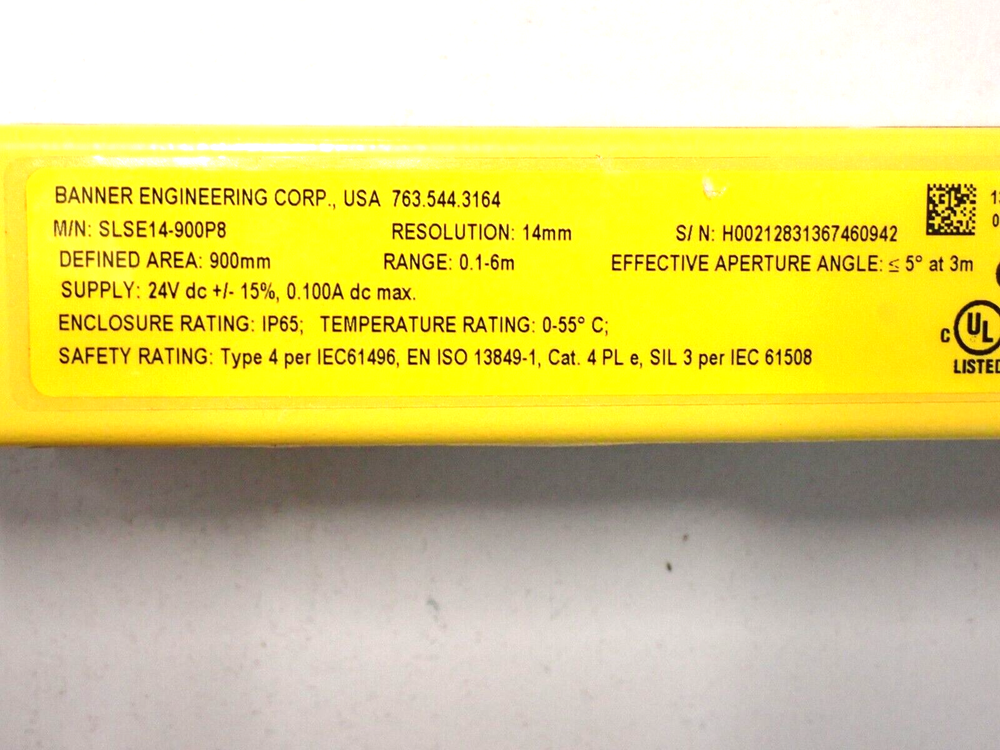 BANNER ENGINEERING CORP., USA 763.544.3164
M/N: SLSE14-900P8 RESOLUTION: 14mm S/ N: H00212831367460942
DEFINED AREA: 900mm RANGE: 0.1-6m EFFECTIVE APERTURE ANGLE: ≤ 5° at 3m
SUPPLY: 24V dc +/- 15%, 0.100A dc max.
ENCLOSURE RATING: IP65; TEMPERATURE RATING: 0-55° C;
SAFETY RATING: Type 4 per IEC61496, EN ISO 13849-1, Cat. 4 PL e, SIL 3 per IEC 61508
C UL
LISTED